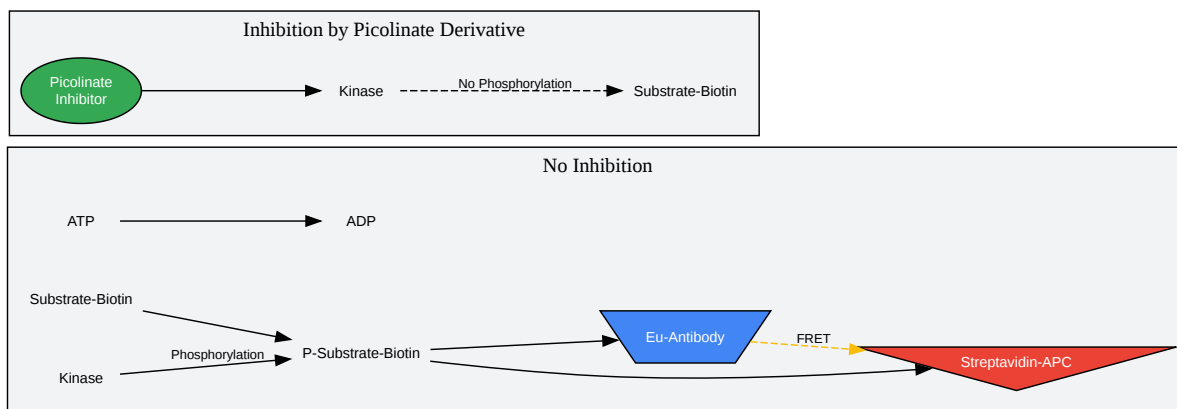 Inhibition by Picolinate Derivative
Picolinate
Inhibitor
Kinase
No Phosphorylation
Substrate-Biotin
No Inhibition
ATP
ADP
Substrate-Biotin
Phosphorylation
Kinase
P-Substrate-Biotin
Eu-Antibody
FRET
Streptavidin-APC